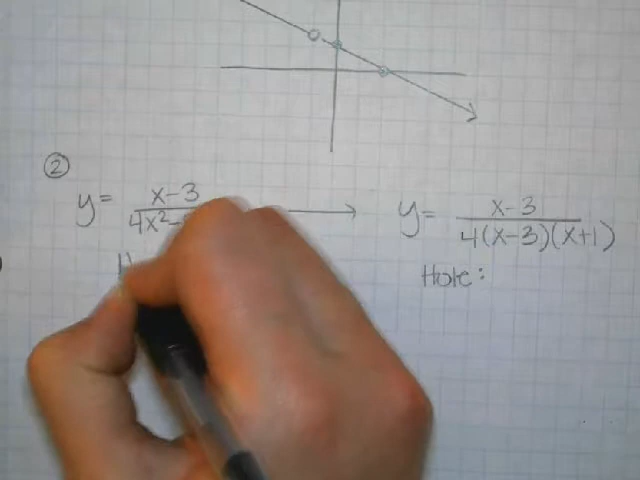 ②
y = x-3 / 4x²- → y = x-3 / 4(x-3)(x+1)
Hole: